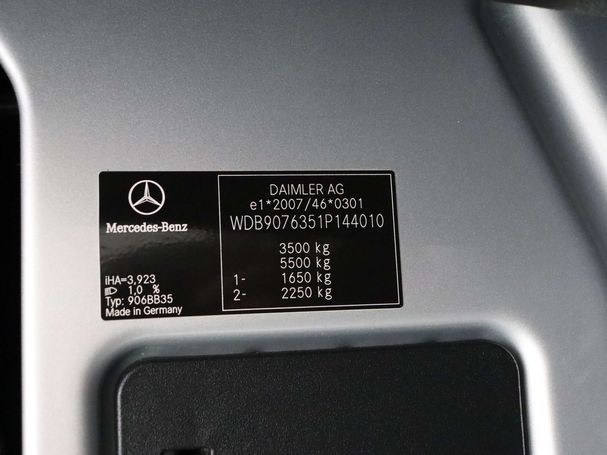 Mercedes-Benz
iHA=3,923
1,0 %
Typ: 906BB35
Made in Germany
DAIMLER AG
e1*2007/46*0301
WDB9076351P144010
3500 kg
5500 kg
1- 1650 kg
2- 2250 kg